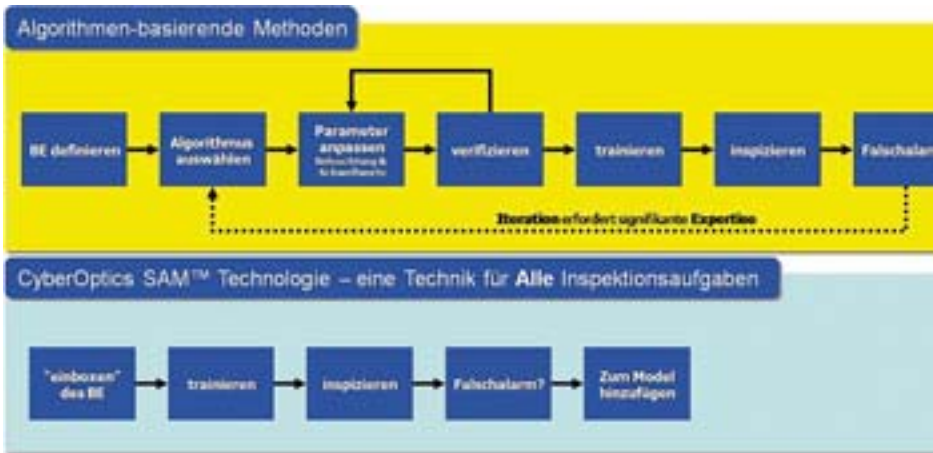 Algorithmen-basierende Methoden
BE definieren
Algorithmus
auswählen
Parameter
anpassen
verifizieren
trainieren
inspizieren
Iteration erfordert signifikante Expertise
CyberOptics SAM™ Technologie – eine Technik für Alle Inspektionsaufgaben
"einboxen"
des BE
trainieren
inspizieren
Falschalarm?
Zum Model
hinzufügen